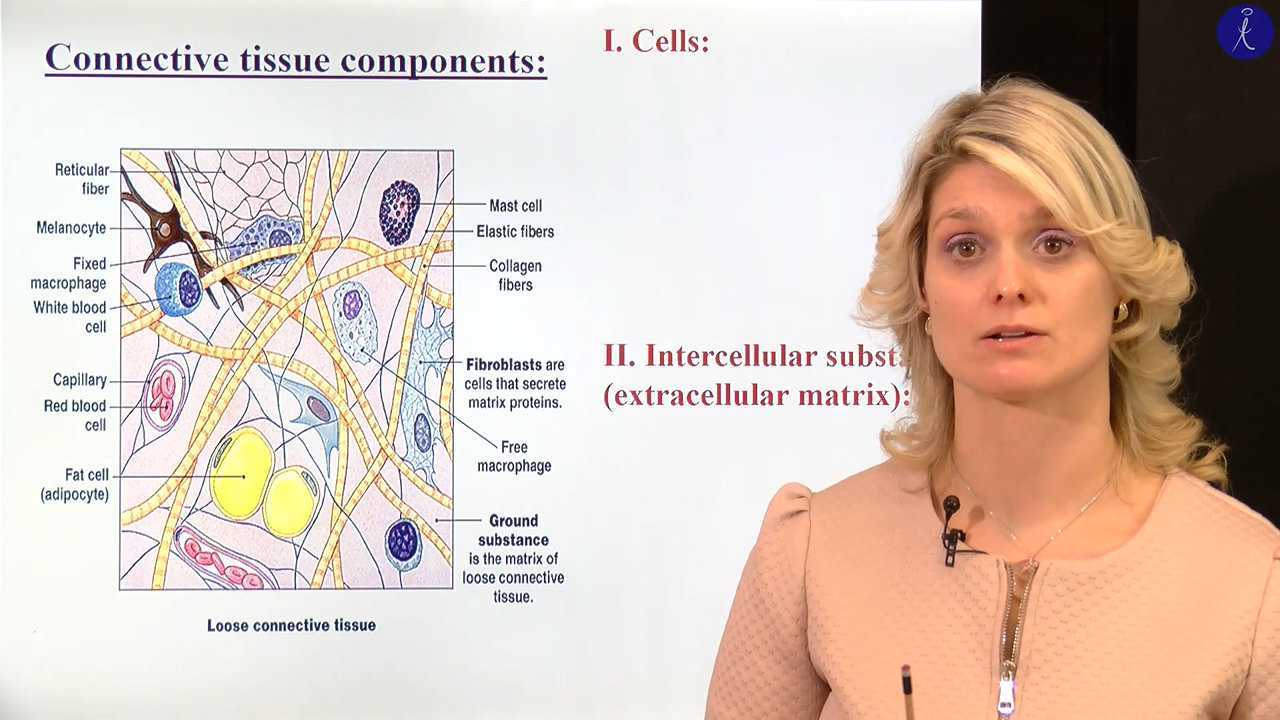 Connective tissue components:
I. Cells:
Reticular
fiber
Melanocyte
Fixed
macrophage
White blood
cell
Capillary
Red blood
cell
Fat cell
(adipocyte)
Mast cell
Elastic fibers
Collagen
fibers
Fibroblasts are
cells that secrete
matrix proteins.
Free
macrophage
Ground
substance
is the matrix of
loose connective
tissue.
Loose connective tissue
II. Intercellular
(extracellular matrix):